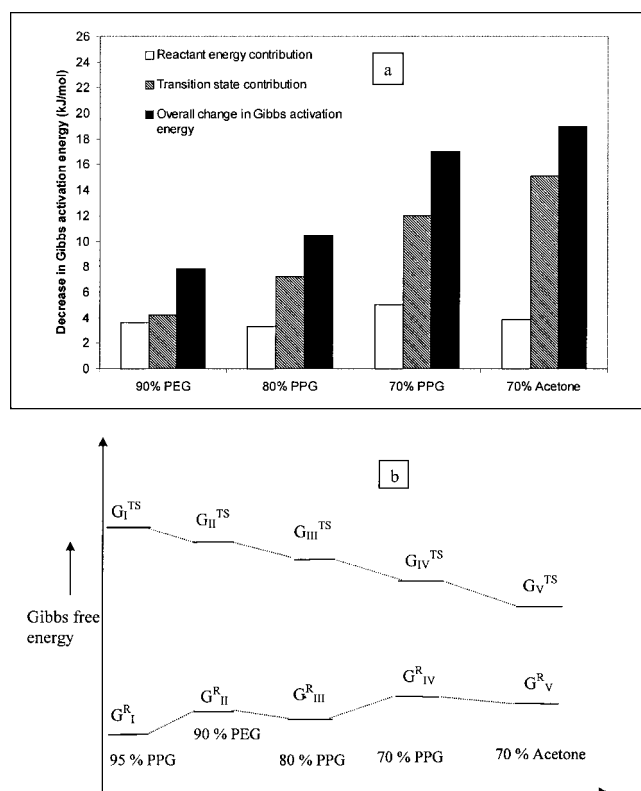 26
24
22
20
18
16
14
12
10
8
6
4
2
0
Decrease in Gibbs activation energy (kJ/mol)
Reactant energy contribution
Transition state contribution
Overall change in Gibbs activation
energy
a
90% PEG
80% PPG
70% PPG
70% Acetone
b
G_I^TS
G_II^TS
G_III^TS
G_IV^TS
G_V^TS
Gibbs free
energy
G^R_I
G^R_II
G^R_III
G^R_IV
G^R_V
95 % PPG
90 % PEG
80 % PPG
70 % PPG
70 % Acetone